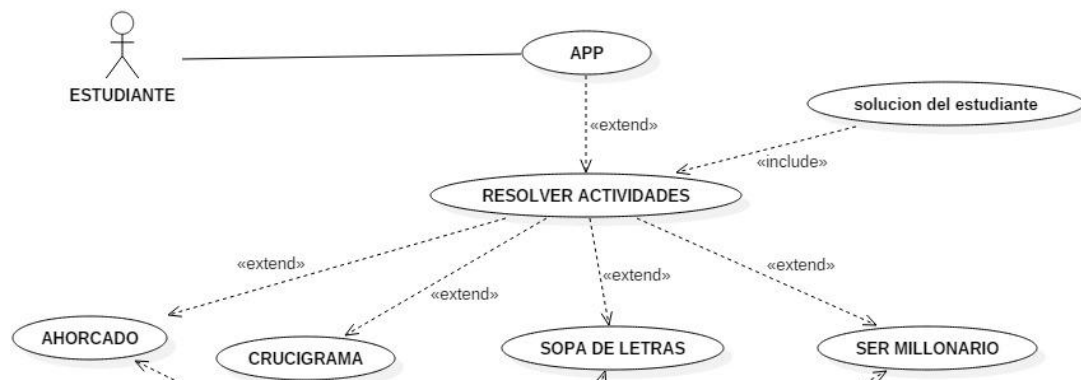 APP
ESTUDIANTE
solucion del estudiante
«extend»
«include»
RESOLVER ACTIVIDADES
«extend»
«extend»
«extend»
«extend»
AHORCADO
CRUCIGRAMA
SOPA DE LETRAS
SER MILLONARIO